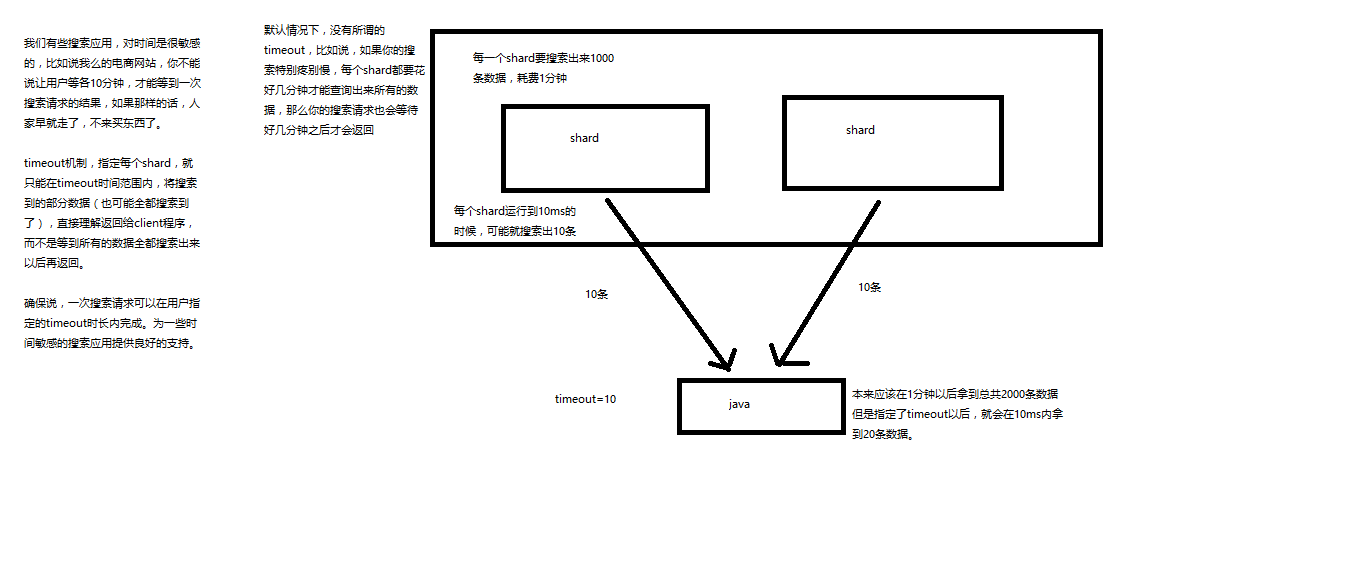 我们有些搜索应用，对时间是很敏感
的，比如说我么的电商网站，你不能
说让用户等各10分钟，才能等到一次
搜索请求的结果，如果那样的话，人
家早就走了，不来买东西了。
timeout机制，指定每个shard，就
只能在timeout时间范围内，将搜索
到的部分数据（也可能全都搜索到
了），直接理解返回给client程序，
而不是等到所有的数据全都搜索出来
以后再返回。
确保说，一次搜索请求可以在用户指
定的timeout时长内完成。为一些时
间敏感的搜索应用提供良好的支持。
默认情况下，没有所谓的
timeout，比如说，如果你的搜
索特别疼别慢，每个shard都要花
好几分钟才能查询出来所有的数
据，那么你的搜索请求也会等待
好几分钟之后才会返回
每一个shard要搜索出来1000
条数据，耗费1分钟
shard
shard
每个shard运行到10ms的
时候，可能就搜索出10条
10条
10条
timeout=10
java
本来应该在1分钟以后拿到总共2000条数据
但是指定了timeout以后，就会在10ms内拿
到20条数据。